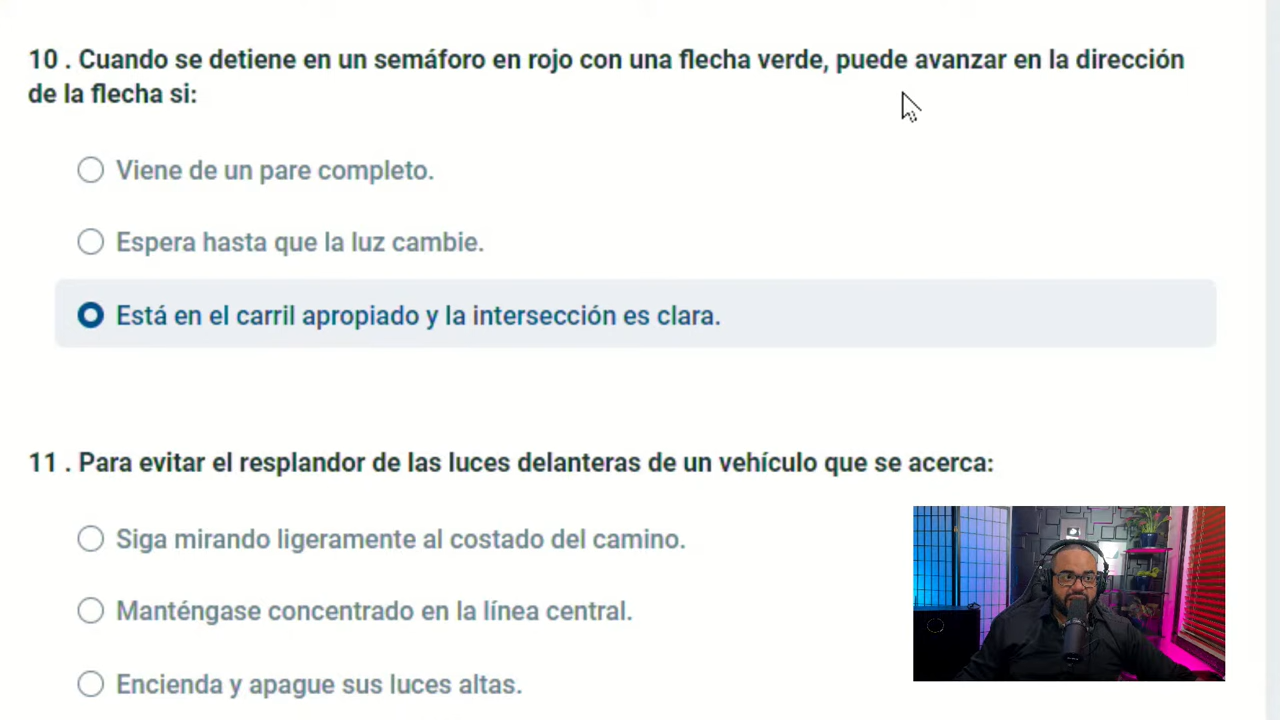 10 . Cuando se detiene en un semáforo en rojo con una flecha verde, puede avanzar en la dirección
de la flecha si:
Viene de un pare completo.
Espera hasta que la luz cambie.
Está en el carril apropiado y la intersección es clara.
11 . Para evitar el resplandor de las luces delanteras de un vehículo que se acerca:
Siga mirando ligeramente al costado del camino.
Manténgase concentrado en la línea central.
Encienda y apague sus luces altas.